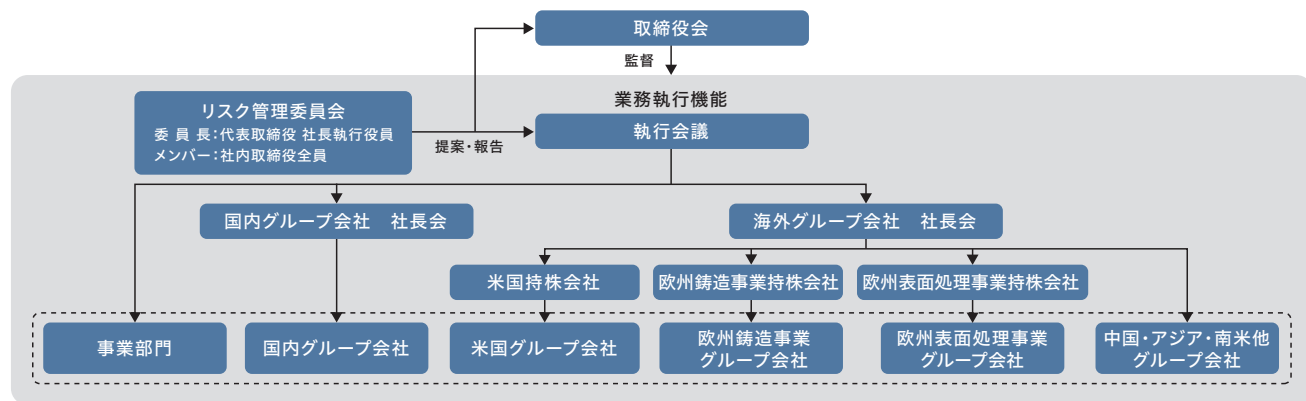 取締役会
監督
業務執行機能
リスク管理委員会
委 員 長：代表取締役 社長執行役員
メンバー：社内取締役全員
提案・報告
執行会議
国内グループ会社　社長会
海外グループ会社　社長会
米国持株会社
欧州鋳造事業持株会社
欧州表面処理事業持株会社
事業部門
国内グループ会社
米国グループ会社
欧州鋳造事業
グループ会社
欧州表面処理事業
グループ会社
中国・アジア・南米他
グループ会社